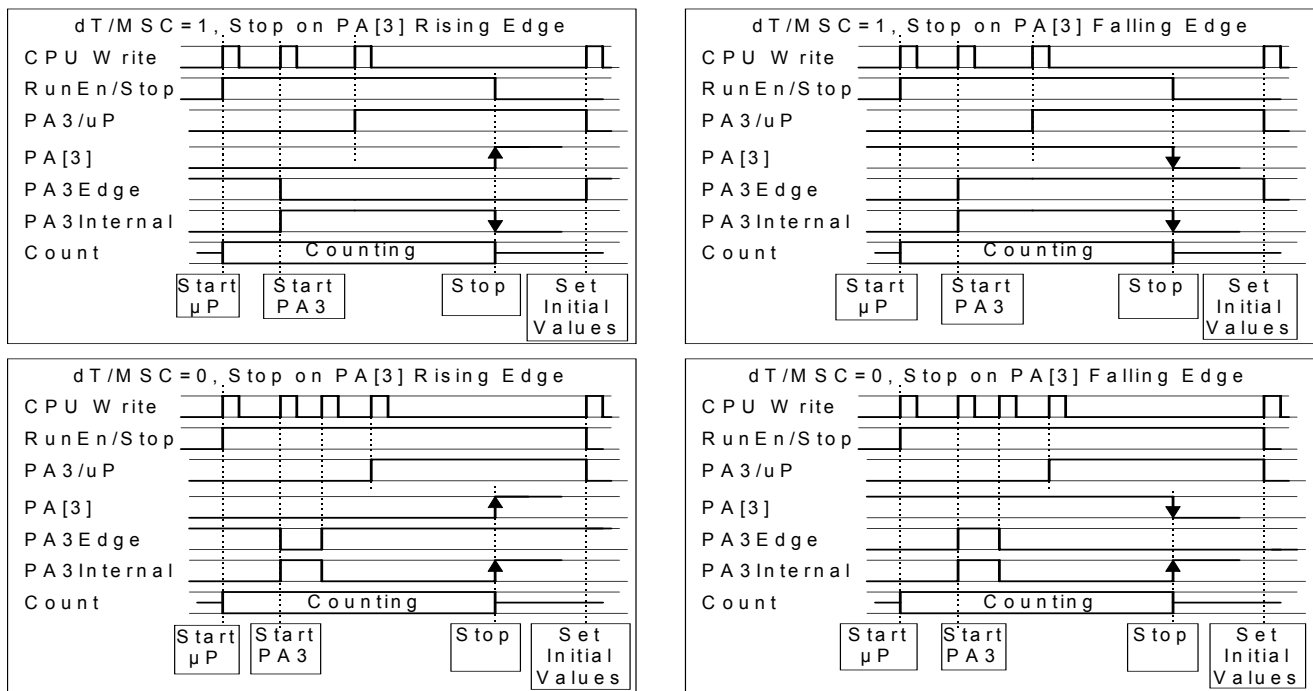 dT/MSC=1, Stop on PA[3] Rising Edge
CPU Write
RunEn/Stop
PA3/uP
PA[3]
PA3Edge
PA3Internal
Count
Counting
Start
µP
Start
PA3
Stop
Set
Initial
Values
dT/MSC=1, Stop on PA[3] Falling Edge
CPU Write
RunEn/Stop
PA3/uP
PA[3]
PA3Edge
PA3Internal
Count
Counting
Start
µP
Start
PA3
Stop
Set
Initial
Values
dT/MSC=0, Stop on PA[3] Rising Edge
CPU Write
RunEn/Stop
PA3/uP
PA[3]
PA3Edge
PA3Internal
Count
Counting
Start
µP
Start
PA3
Stop
Set
Initial
Values
dT/MSC=0, Stop on PA[3] Falling Edge
CPU Write
RunEn/Stop
PA3/uP
PA[3]
PA3Edge
PA3Internal
Count
Counting
Start
µP
Start
PA3
Stop
Set
Initial
Values